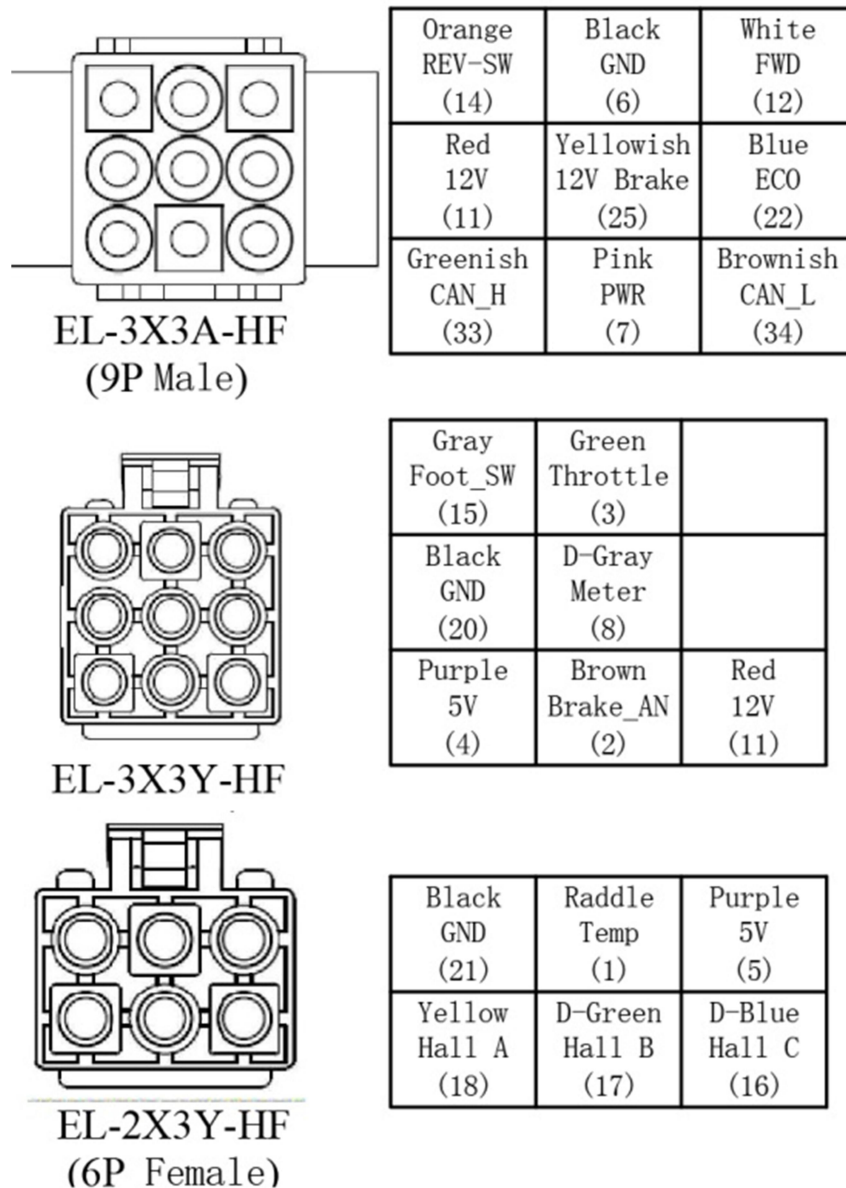 Orange Black White
REV-SW GND FWD
(14) (6) (12)
Red Yellowish Blue
12V 12V Brake ECO
(11) (25) (22)
Greenish Pink Brownish
CAN_H PWR CAN_L
(33) (7) (34)
EL-3X3A-HF
(9P Male)
Gray Green
Foot_SW Throttle
(15) (3)
Black D-Gray
GND Meter
(20) (8)
Purple Brown Red
5V Brake_AN 12V
(4) (2) (11)
EL-3X3Y-HF
Black Raddle Purple
GND Temp 5V
(21) (1) (5)
Yellow D-Green D-Blue
Hall A Hall B Hall C
(18) (17) (16)
EL-2X3Y-HF
(6P Female)